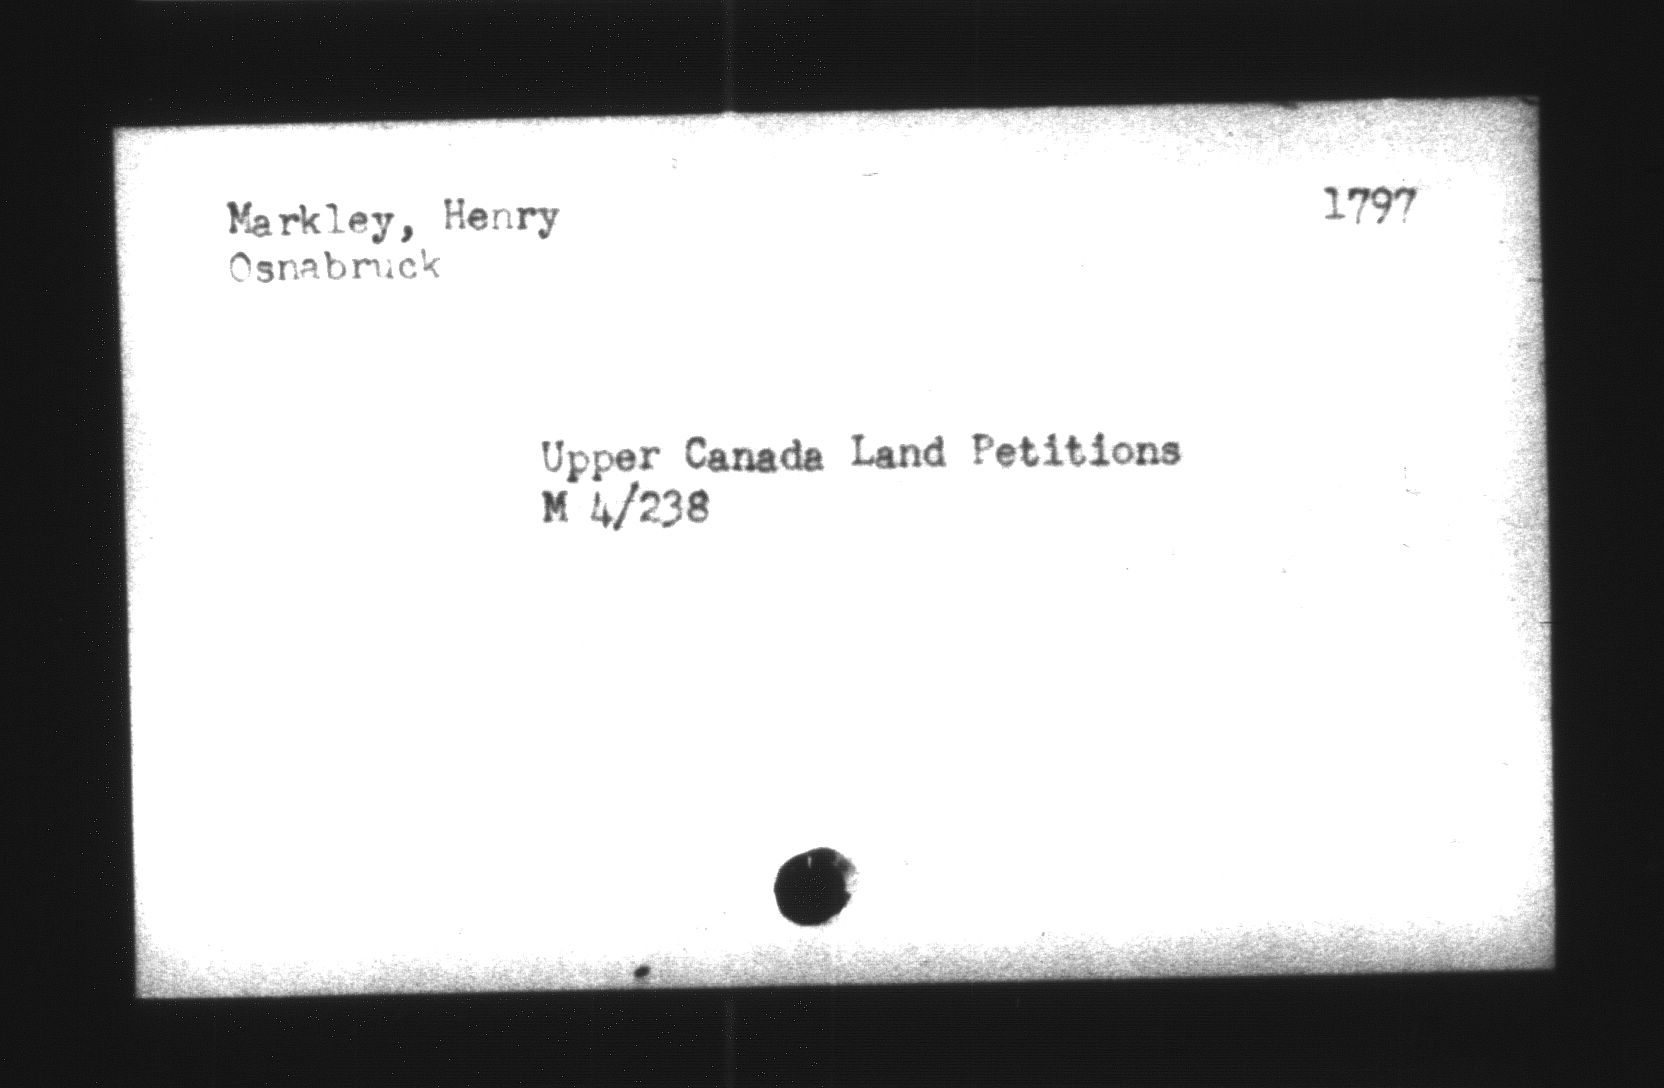 Markley, Henry 1797
Osnabruck
Upper Canada Land Petitions
M 4/238